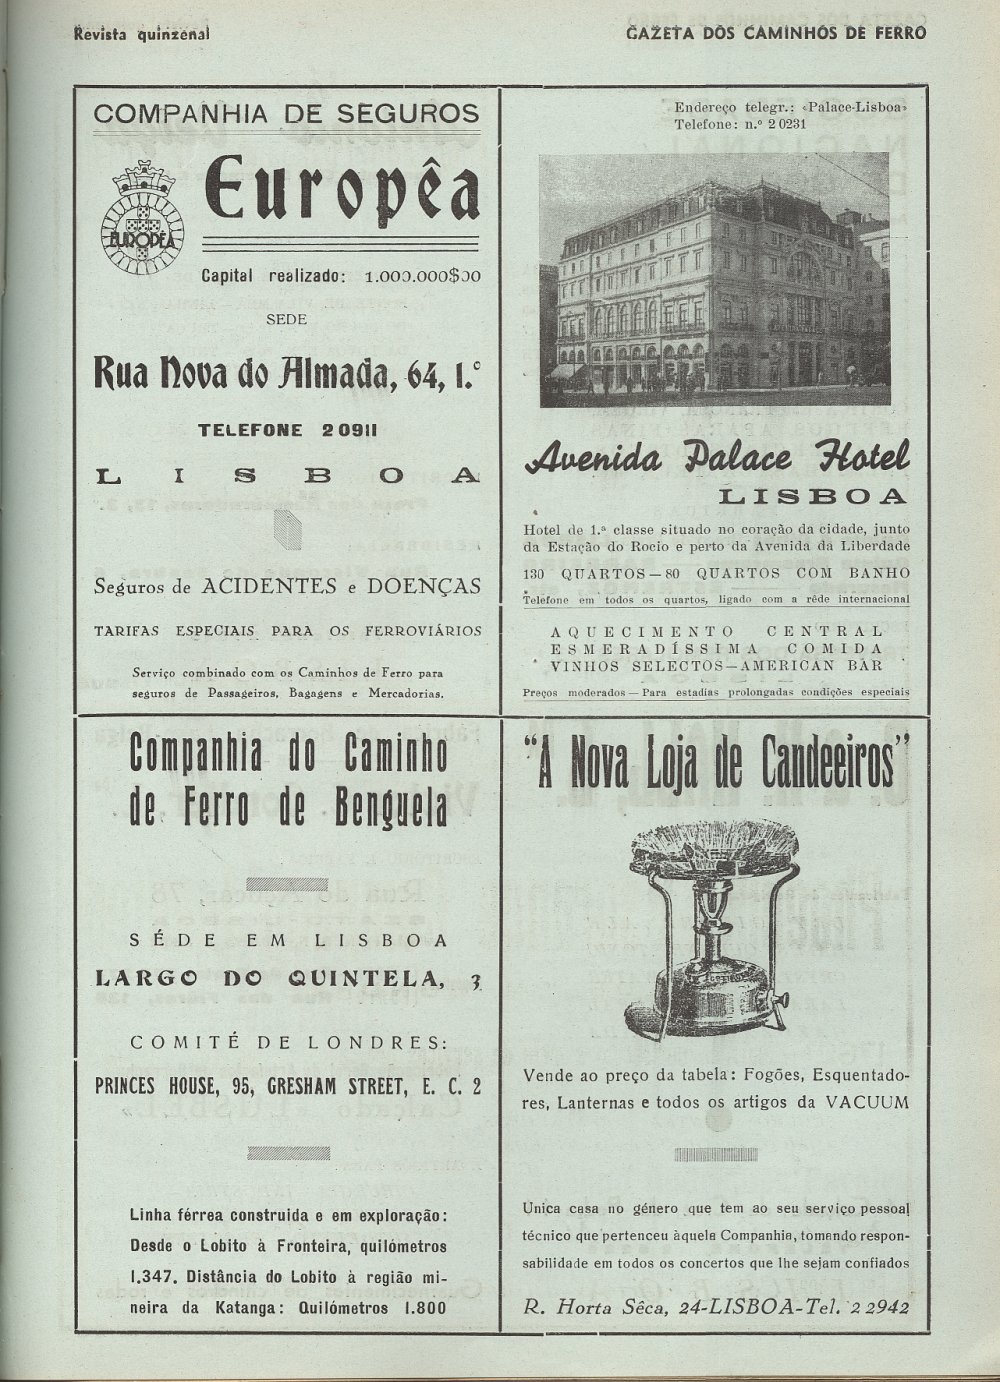 Revista quinzenal
GAZETA DOS CAMINHOS DE FERRO
COMPANHIA DE SEGUROS
Européa
EUROPÉA
Capital realizado: 1.000.000$00
SEDE
Rua Nova do Almada, 64, 1.º
TELEFONE 20911
LISBOA
Seguros de ACIDENTES e DOENÇAS
TARIFAS ESPECIAIS PARA OS FERROVIÁRIOS
Serviço combinado com os Caminhos de Ferro para
seguros de Passageiros, Bagagens e Mercadorias.
Endereço telegr.: «Palace-Lisboa»
Telefone: n.º 2 0231
Avenida Palace Hotel
LISBOA
Hotel de 1.ª classe situado no coração da cidade, junto
da Estação do Rocio e perto da Avenida da Liberdade
130 QUARTOS—80 QUARTOS COM BANHO
Telefone em todos os quartos, ligado com a rêde internacional
AQUECIMENTO CENTRAL
ESMERADÍSSIMA COMIDA
VINHOS SELECTOS—AMERICAN BAR
Preços moderados — Para estadias prolongadas condições especiais
Companhia do Caminho
de Ferro de Benguela
SÉDE EM LISBOA
LARGO DO QUINTELA, 3
COMITÉ DE LONDRES:
PRINCES HOUSE, 95, GRESHAM STREET, E. C. 2
Linha férrea construida e em exploração:
Desde o Lobito à Fronteira, quilómetros
1.347. Distância do Lobito à região mi-
neira da Katanga: Quilómetros 1.800
"A Nova Loja de Candeeiros"
Vende ao preço da tabela: Fogões, Esquentado-
res, Lanternas e todos os artigos da VACUUM
Unica casa no género que tem ao seu serviço pessoal
técnico que pertenceu àquela Companhia, tomando respon-
sabilidade em todos os concertos que lhe sejam confiados
R. Horta Sêca, 24-LISBOA-Tel. 2 2942